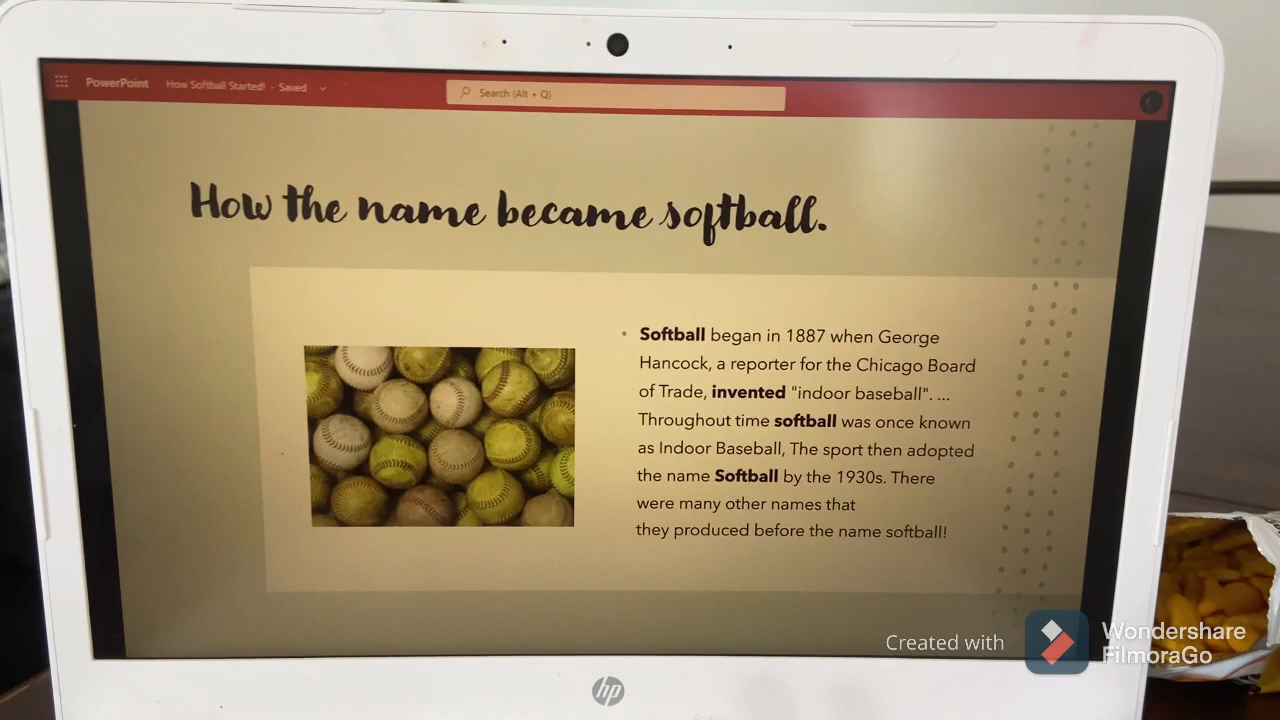 PowerPoint How Softball Started! - Saved
Search (Alt + Q)
How the name became softball.
• Softball began in 1887 when George
Hancock, a reporter for the Chicago Board
of Trade, invented "indoor baseball". ...
Throughout time softball was once known
as Indoor Baseball, The sport then adopted
the name Softball by the 1930s. There
were many other names that
they produced before the name softball!
Created with
Wondershare
FilmoraGo
hp